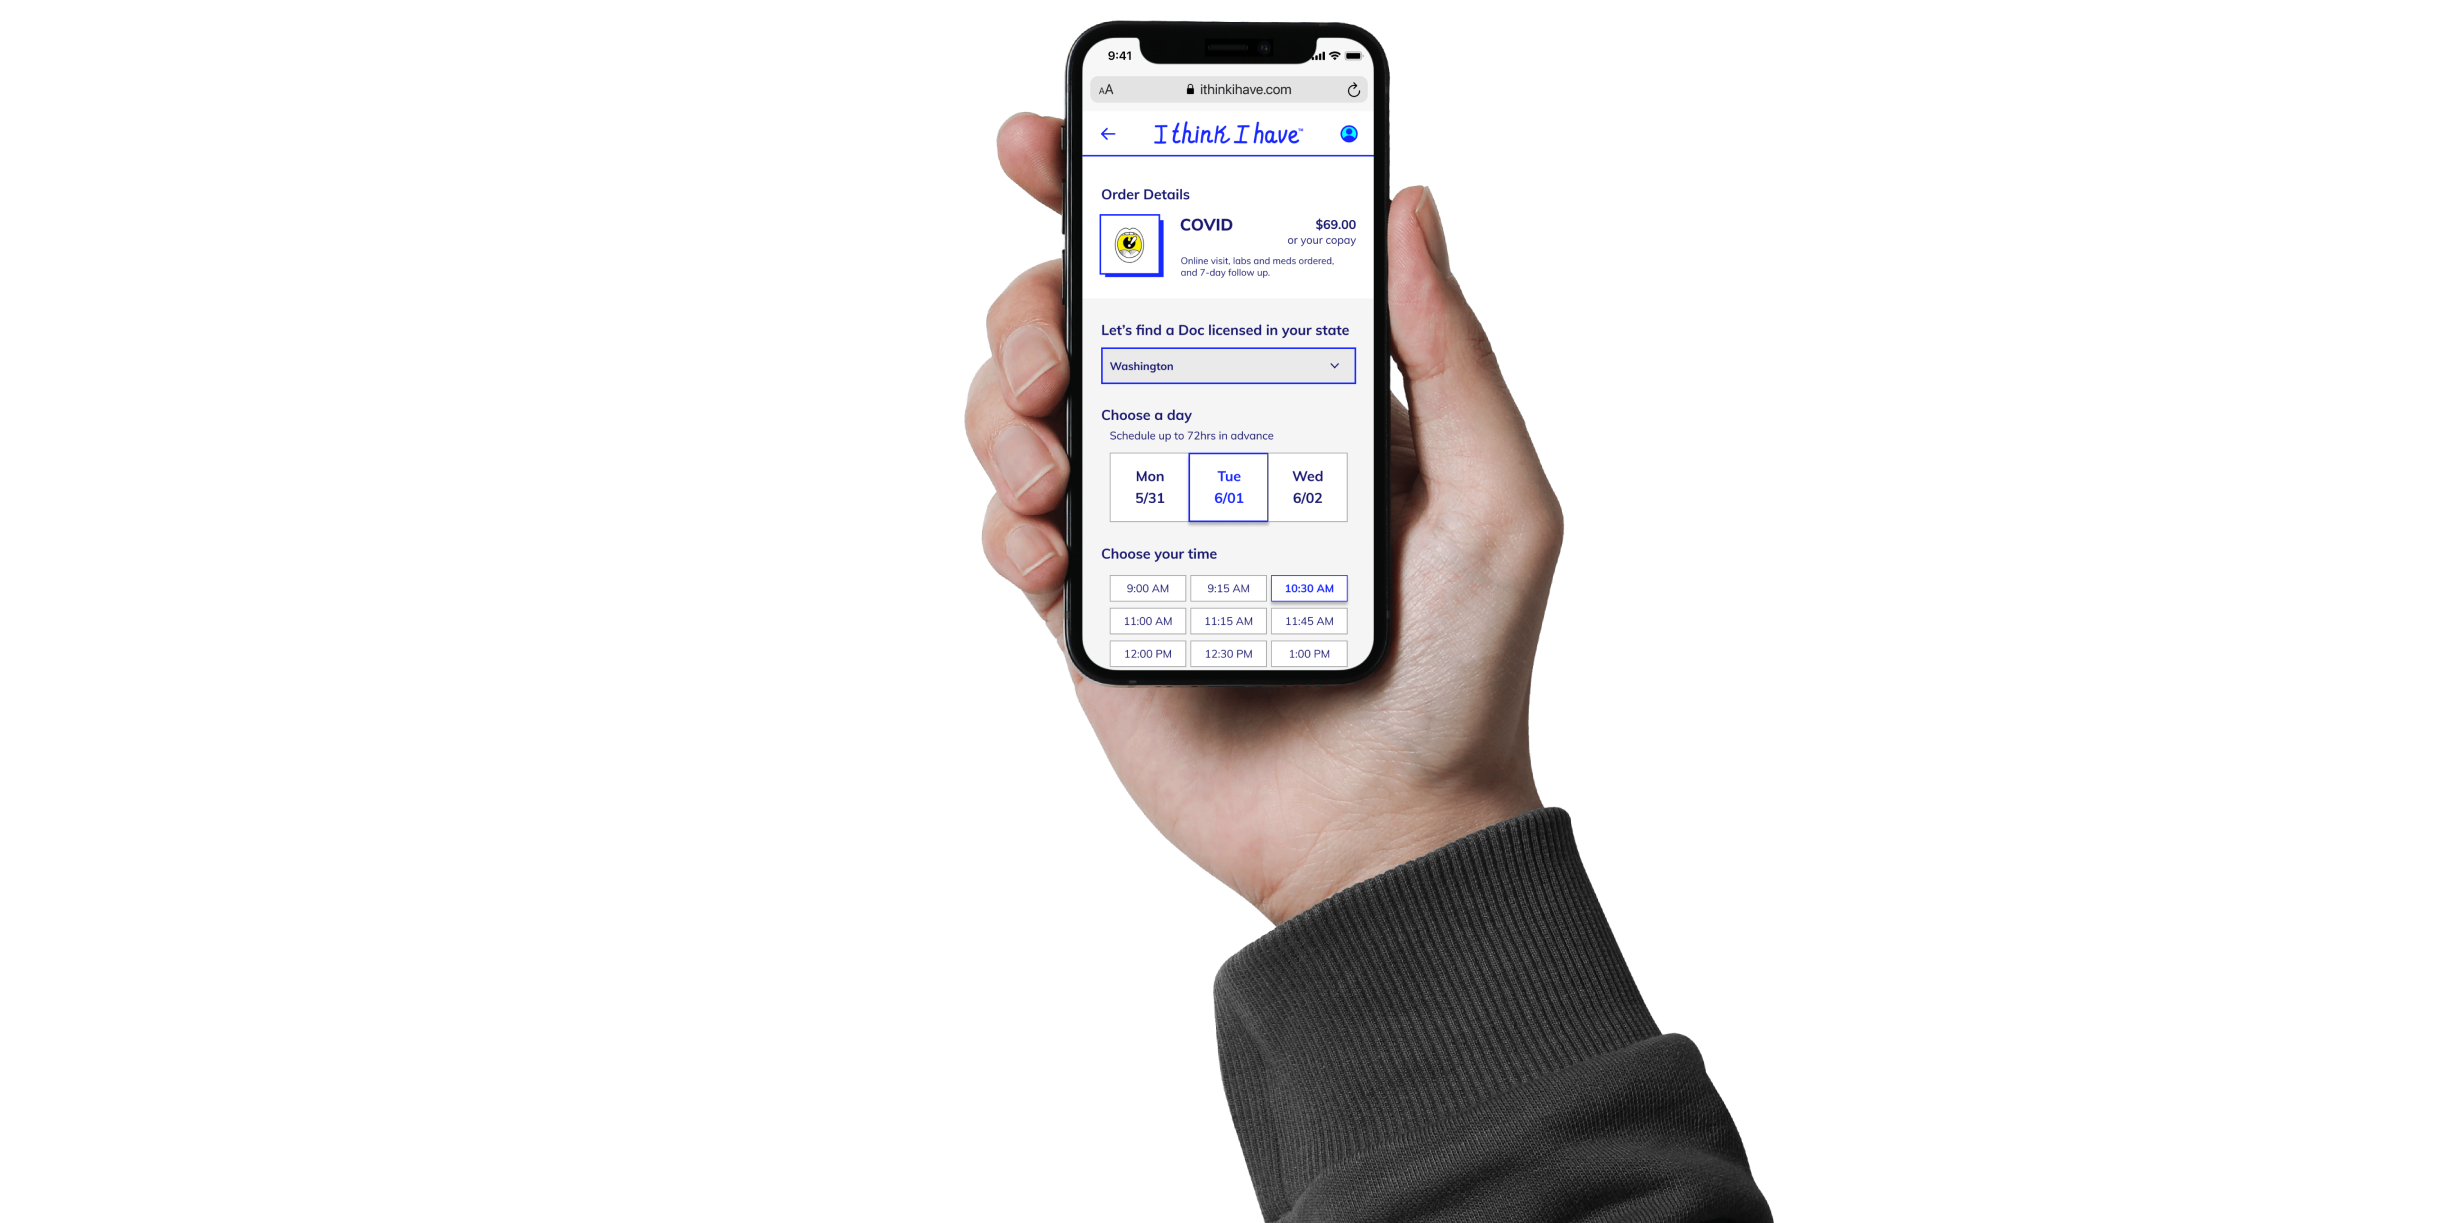 9:41
AA ithinkihave.com
I think I have™
Order Details
COVID $69.00
or your copay
Online visit, labs and meds ordered,
and 7-day follow up.
Let's find a Doc licensed in your state
Washington
Choose a day
Schedule up to 72hrs in advance
Mon Tue Wed
5/31 6/01 6/02
Choose your time
9:00 AM 9:15 AM 10:30 AM
11:00 AM 11:15 AM 11:45 AM
12:00 PM 12:30 PM 1:00 PM